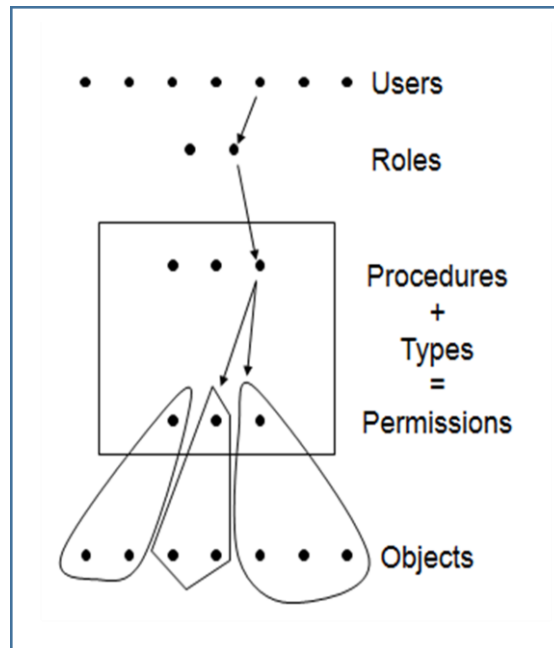 Users
Roles
Procedures
+
Types
=
Permissions
Objects